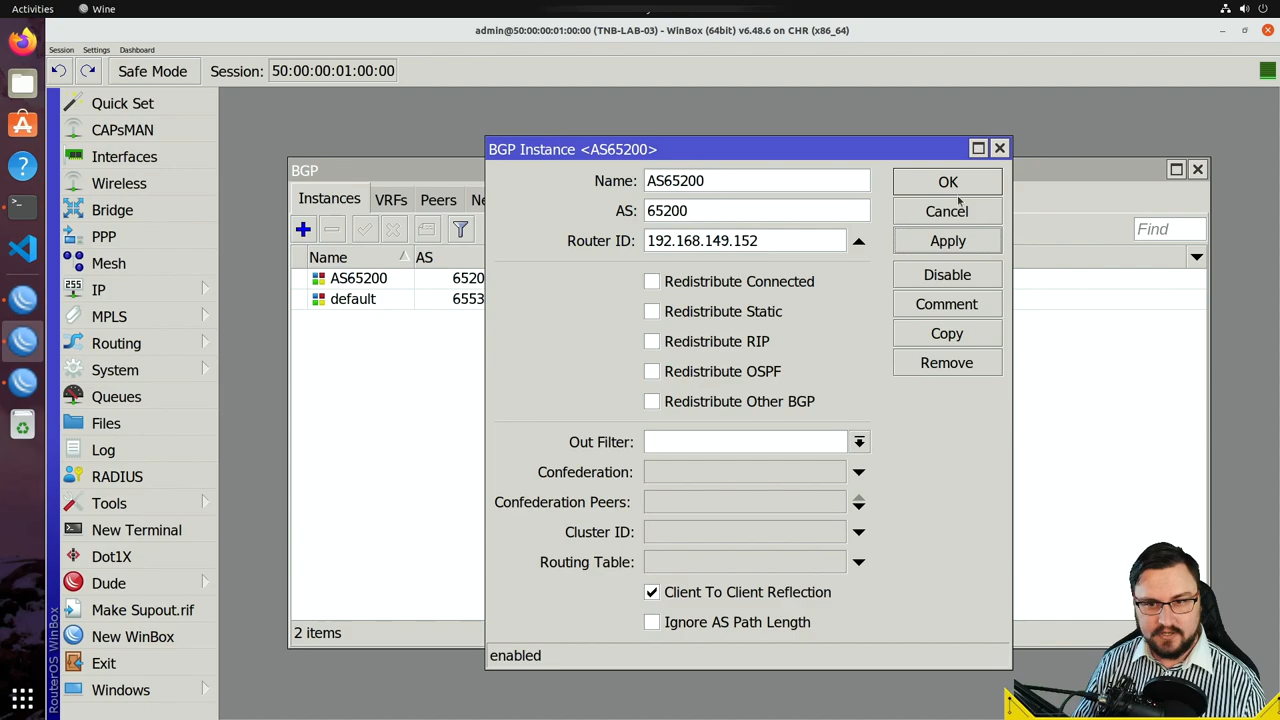 Activities
Wine
admin@50:00:00:01:00:00 (TNB-LAB-03) - WinBox (64bit) v6.48.6 on CHR (x86_64)
Session Settings Dashboard
Safe Mode Session: 50:00:00:01:00:00
Quick Set
CAPsMAN
Interfaces
Wireless
Bridge
PPP
Mesh
IP
MPLS
Routing
System
Queues
Files
Log
RADIUS
Tools
New Terminal
Dot1X
Dude
Make Supout.rif
New WinBox
Exit
Windows
RouterOS WinBox
BGP
Instances VRFs Peers Ne
Find
Name AS
AS65200 6520
default 6553
2 items
BGP Instance <AS65200>
Name: AS65200
AS: 65200
Router ID: 192.168.149.152
Redistribute Connected
Redistribute Static
Redistribute RIP
Redistribute OSPF
Redistribute Other BGP
Out Filter:
Confederation:
Confederation Peers:
Cluster ID:
Routing Table:
Client To Client Reflection
Ignore AS Path Length
enabled
OK
Cancel
Apply
Disable
Comment
Copy
Remove